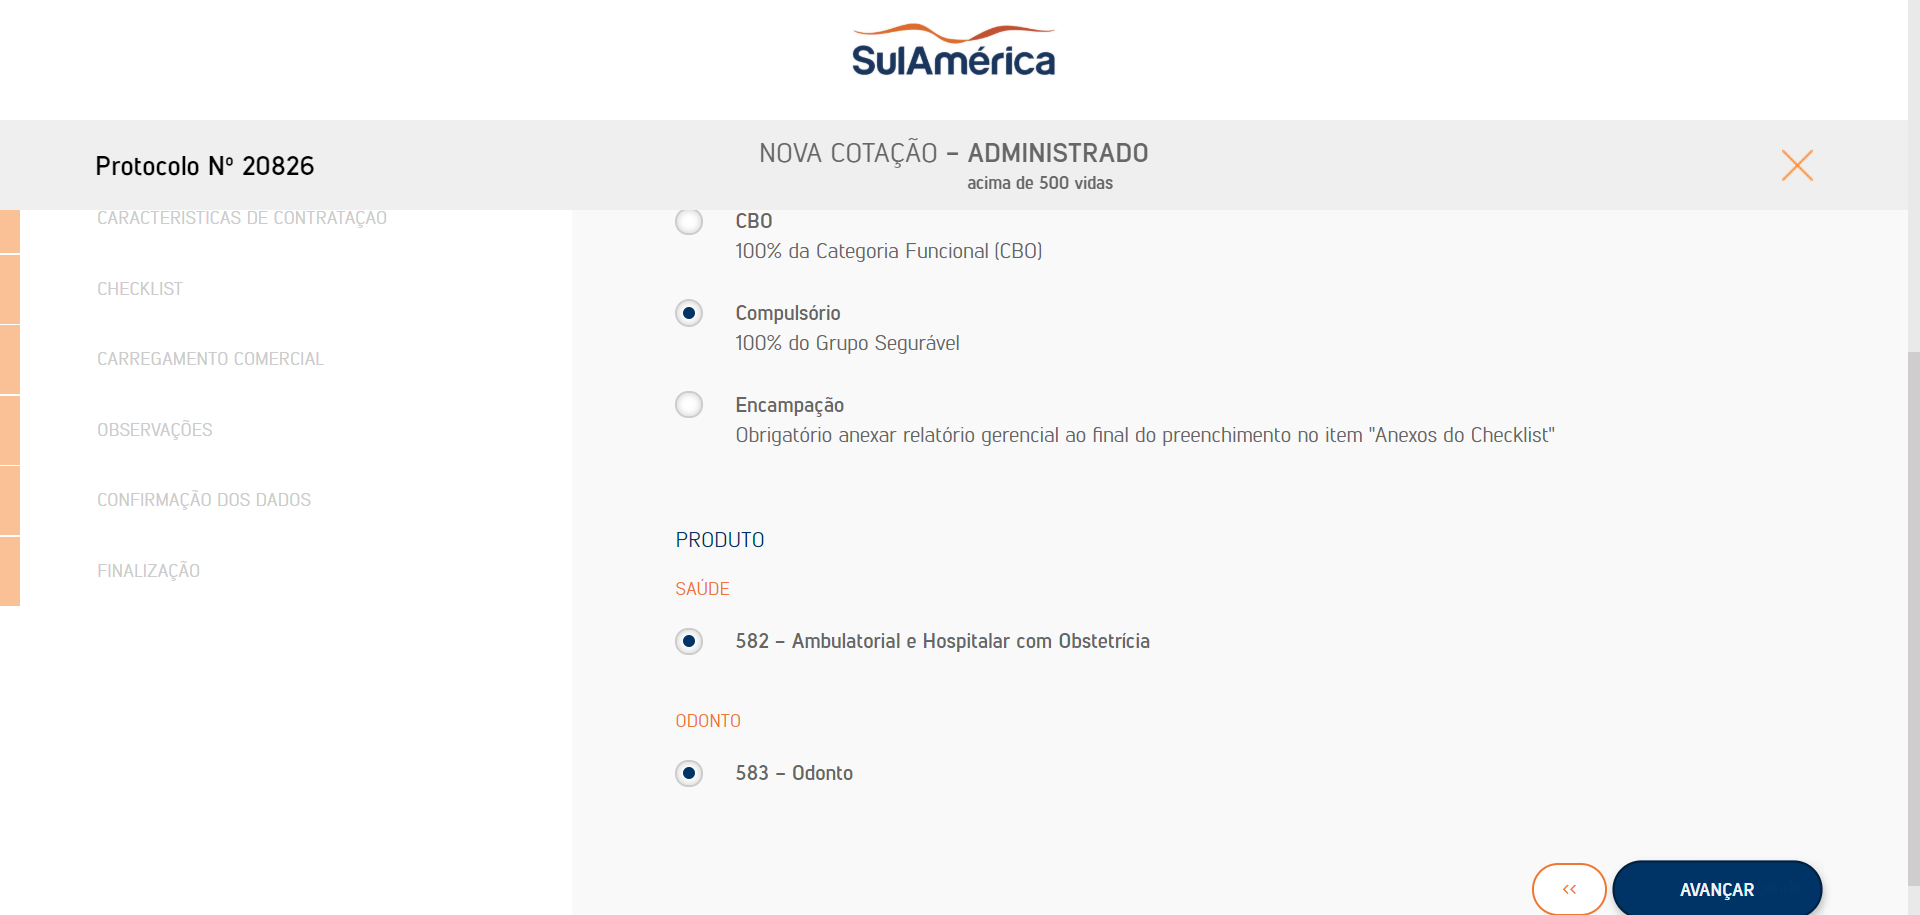 SulAmérica
Protocolo Nº 20826
NOVA COTAÇÃO – ADMINISTRADO
acima de 500 vidas
CARACTERÍSTICAS DE CONTRATAÇÃO
CHECKLIST
CARREGAMENTO COMERCIAL
OBSERVAÇÕES
CONFIRMAÇÃO DOS DADOS
FINALIZAÇÃO
CBO
100% da Categoria Funcional (CBO)
Compulsório
100% do Grupo Segurável
Encampação
Obrigatório anexar relatório gerencial ao final do preenchimento no item "Anexos do Checklist"
PRODUTO
SAÚDE
582 – Ambulatorial e Hospitalar com Obstetrícia
ODONTO
583 – Odonto
<<
AVANÇAR